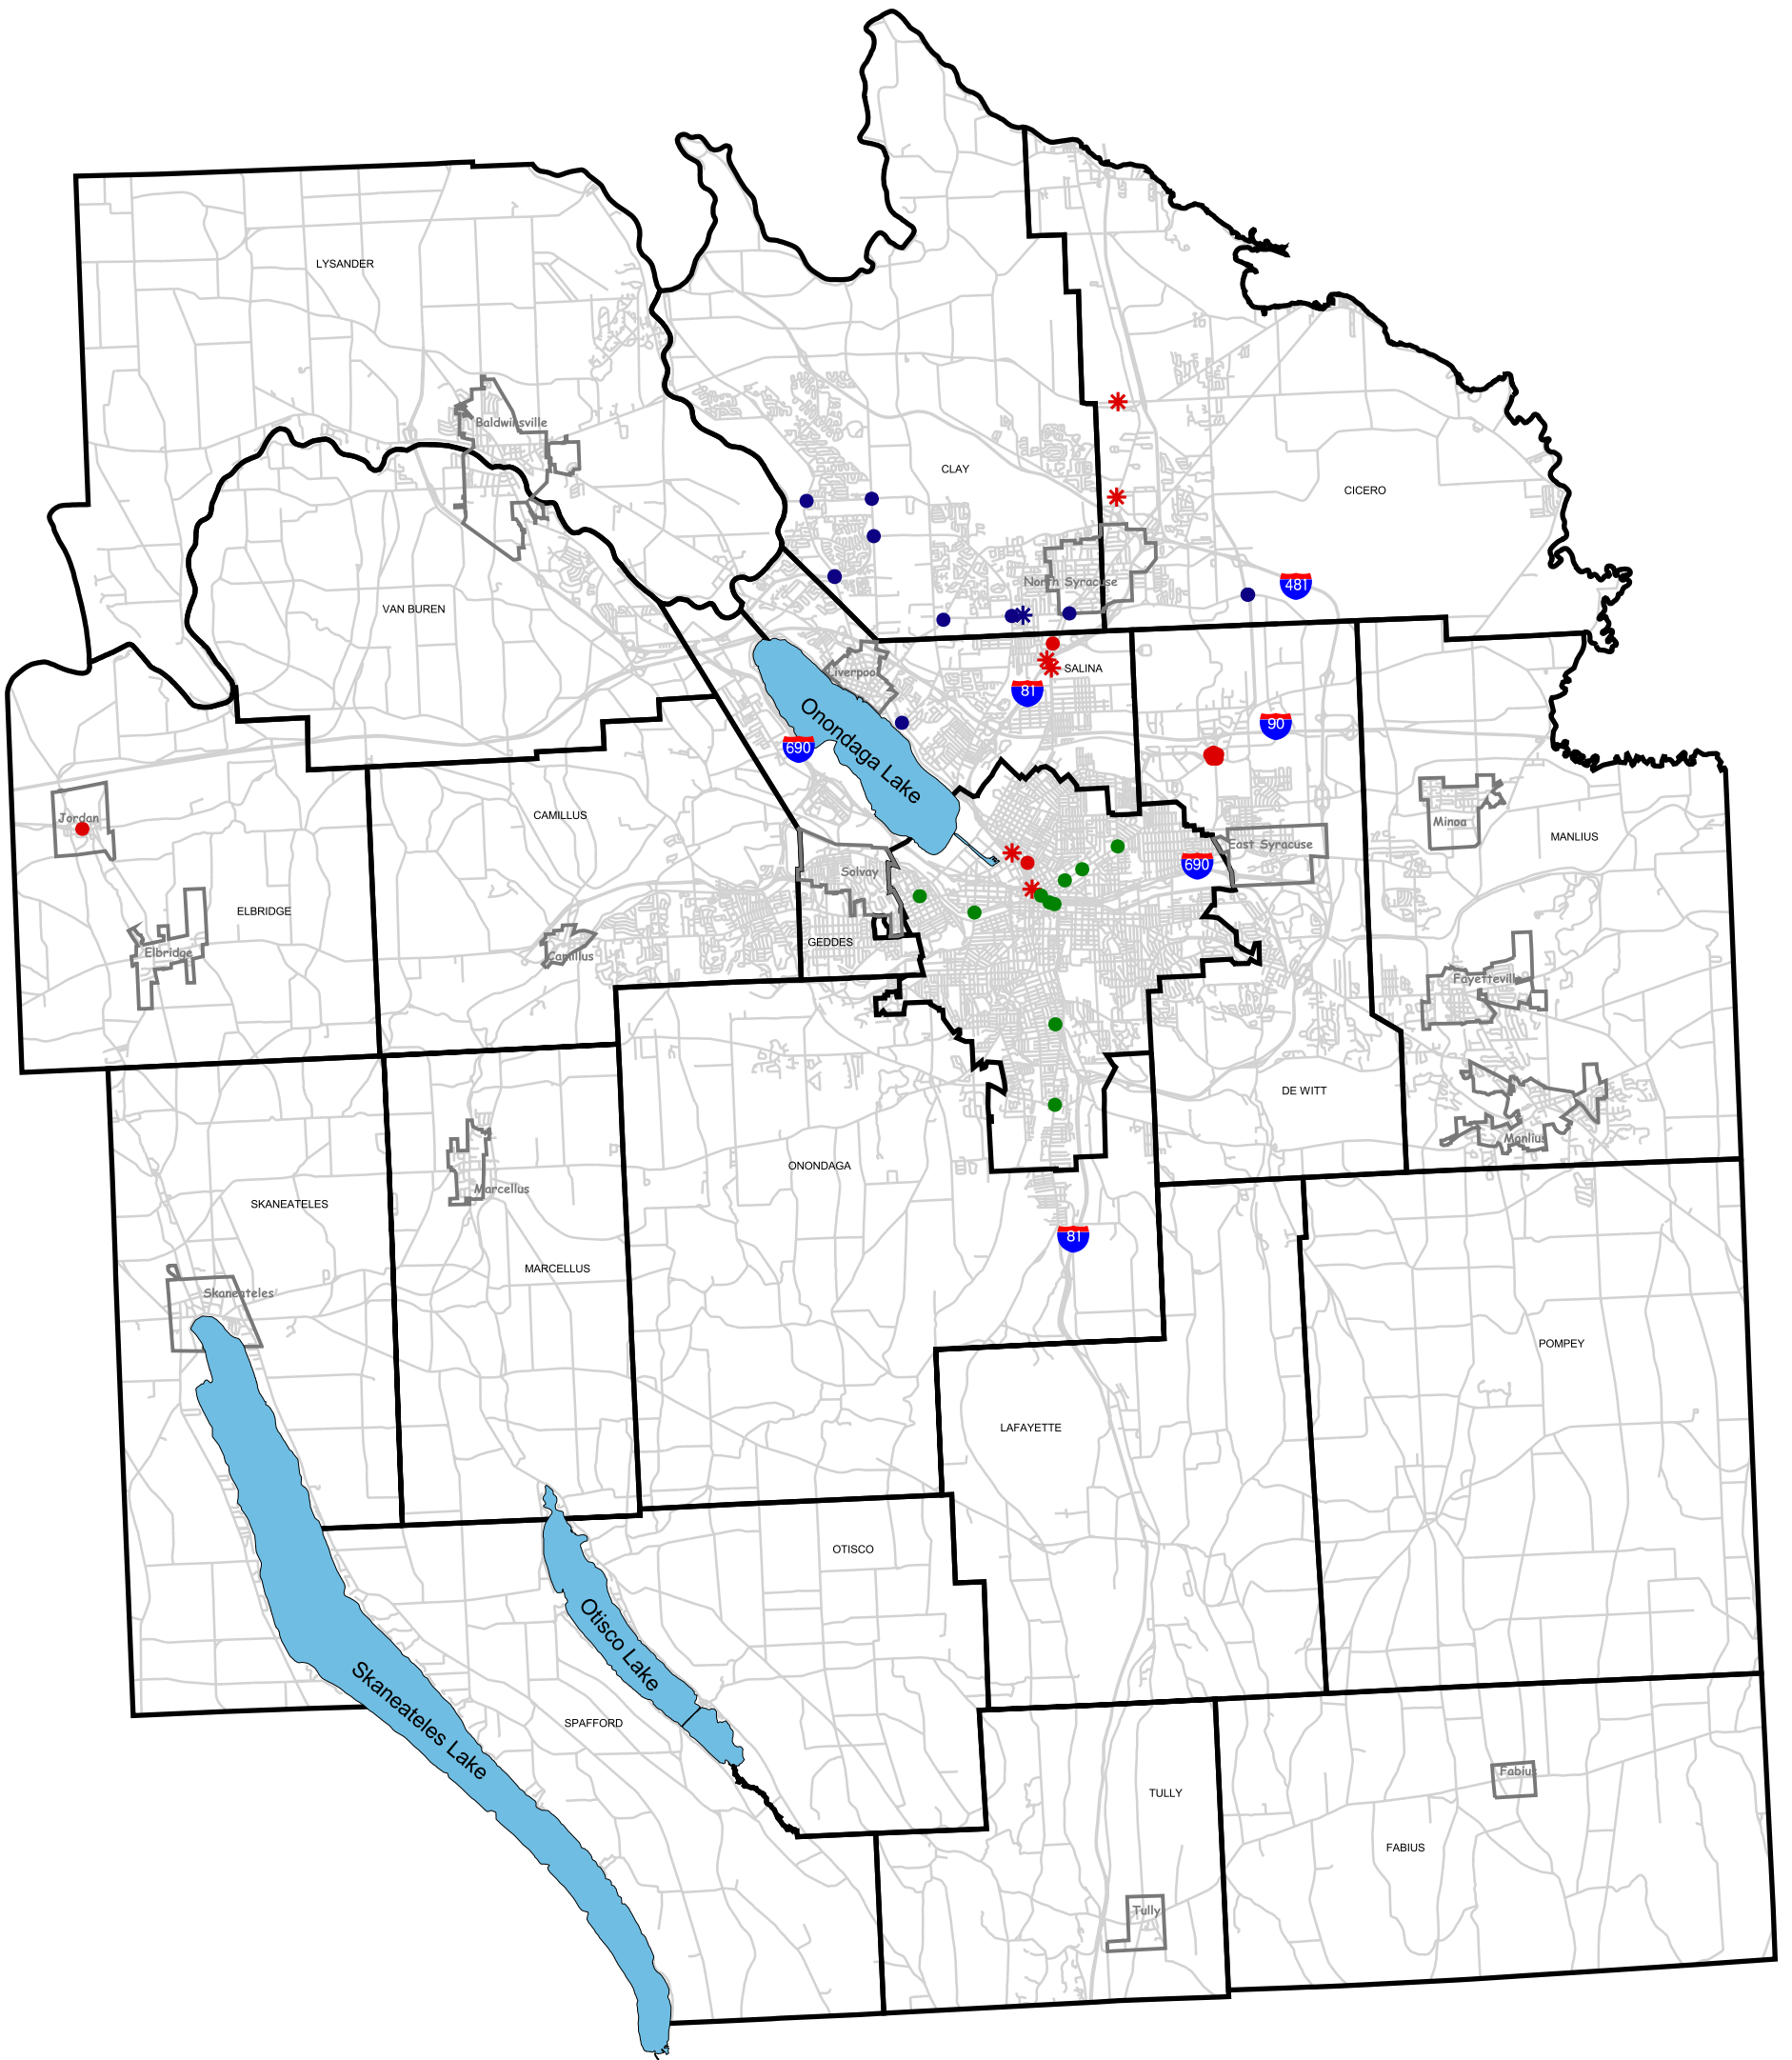 LYSANDER
Baldwinsville
CLAY
CICERO
North Syracuse
481
VAN BUREN
Liverpool
SALINA
81
Onondaga Lake
90
690
Jordan
CAMILLUS
Minoa
MANLIUS
East Syracuse
690
Solvay
ELBRIDGE
GEDDES
Elbridge
Camillus
Fayetteville
DE WITT
Manlius
ONONDAGA
Marcellus
SKANEATELES
81
MARCELLUS
Skaneateles
POMPEY
LAFAYETTE
OTISCO
Otisco Lake
Skaneateles Lake
SPAFFORD
Fabius
TULLY
FABIUS
Tully